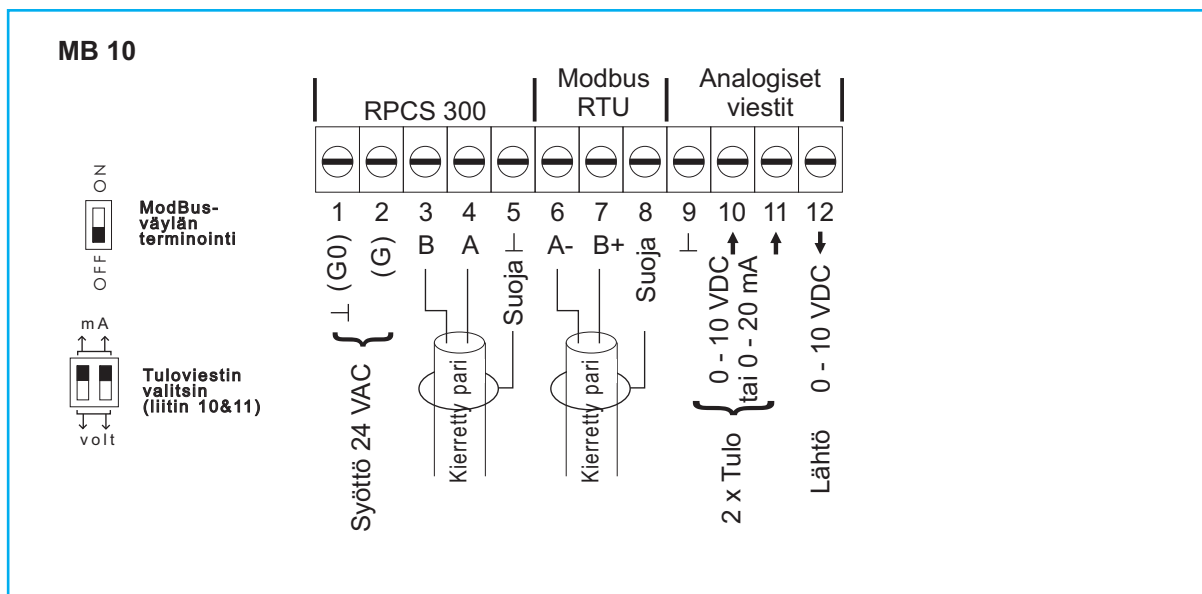 MB 10
RPCS 300
Modbus
RTU
Analogiset
viestit
1 2 3 4 5 6 7 8 9 10 11 12
⊥ (G0)
(G)
B
A
Suoja ⊥
A-
B+
Suoja
⊥
0 - 10 VDC
tai 0 - 20 mA
0 - 10 VDC
Syöttö 24 VAC
Kierretty pari
Kierretty pari
2 x Tulo
Lähtö
ON
OFF
ModBus-
väylän
terminointi
mA
volt
Tuloviestin
valitsin
(liitin 10&11)